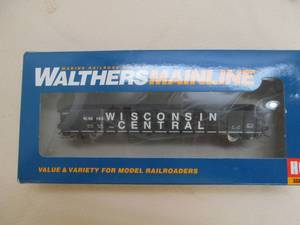 WALTHERS MAINLINE
WISCONSIN
CENTRAL
VALUE & VARIETY FOR MODEL RAILROADERS